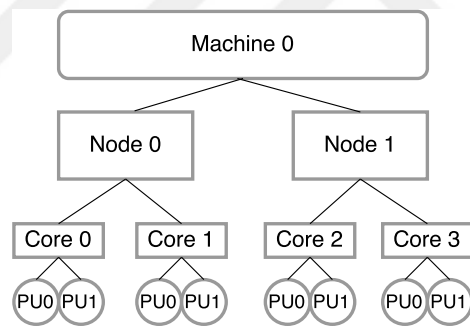 Machine 0
Node 0 Node 1
Core 0 Core 1 Core 2 Core 3
PU0 PU1 PU0 PU1 PU0 PU1 PU0 PU1